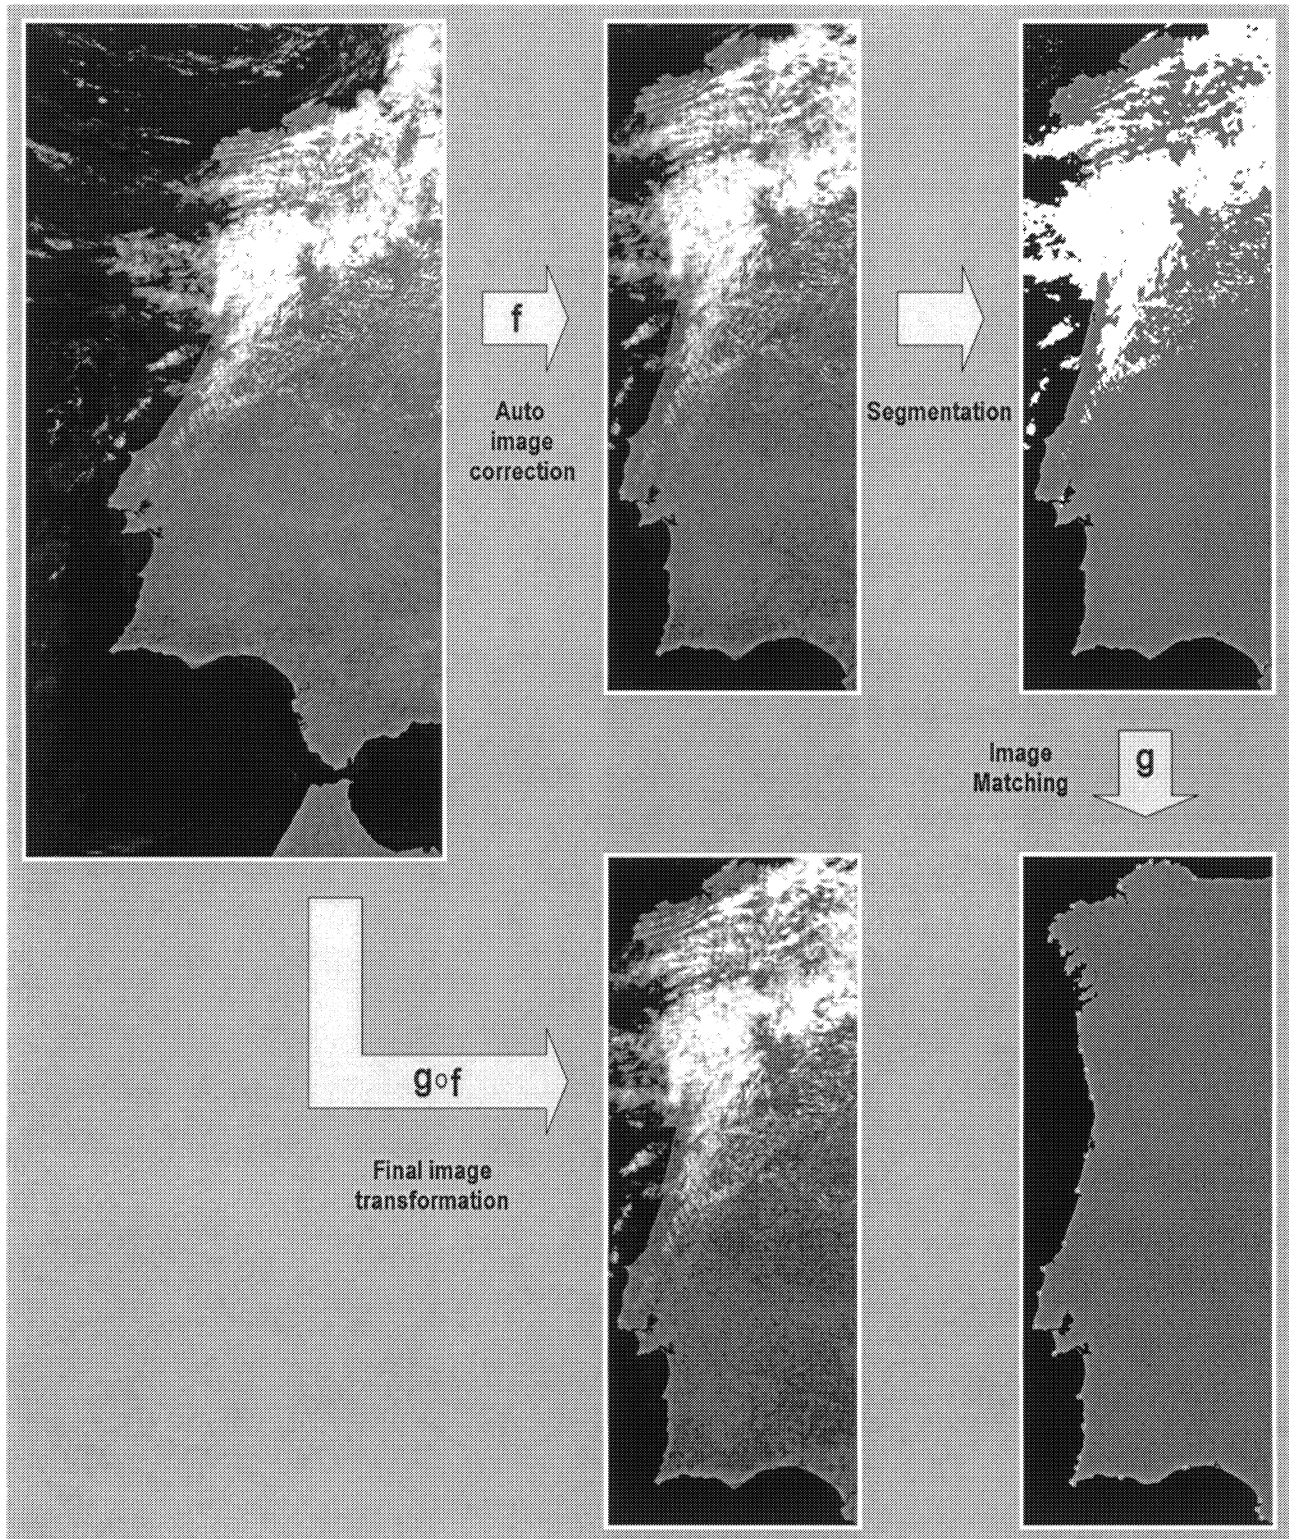 f
Auto
image
correction
Segmentation
Image
Matching
g
g○f
Final image
transformation